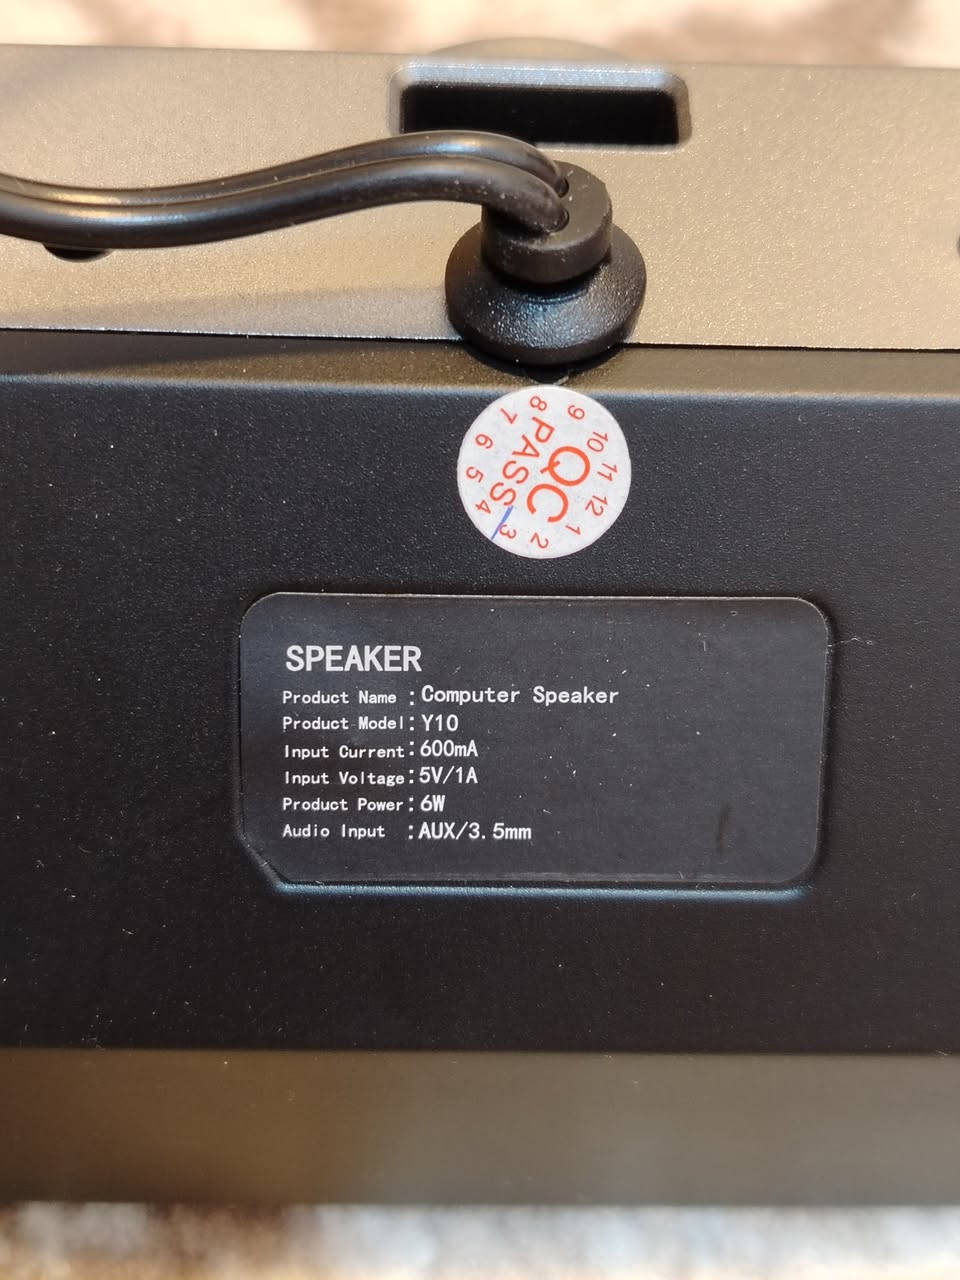 8 9 10 11 12 1 2 3 4 5 6 7
QC
PASS
SPEAKER
Product Name : Computer Speaker
Product Model: Y10
Input Current: 600mA
Input Voltage: 5V/1A
Product Power: 6W
Audio Input : AUX/3.5mm